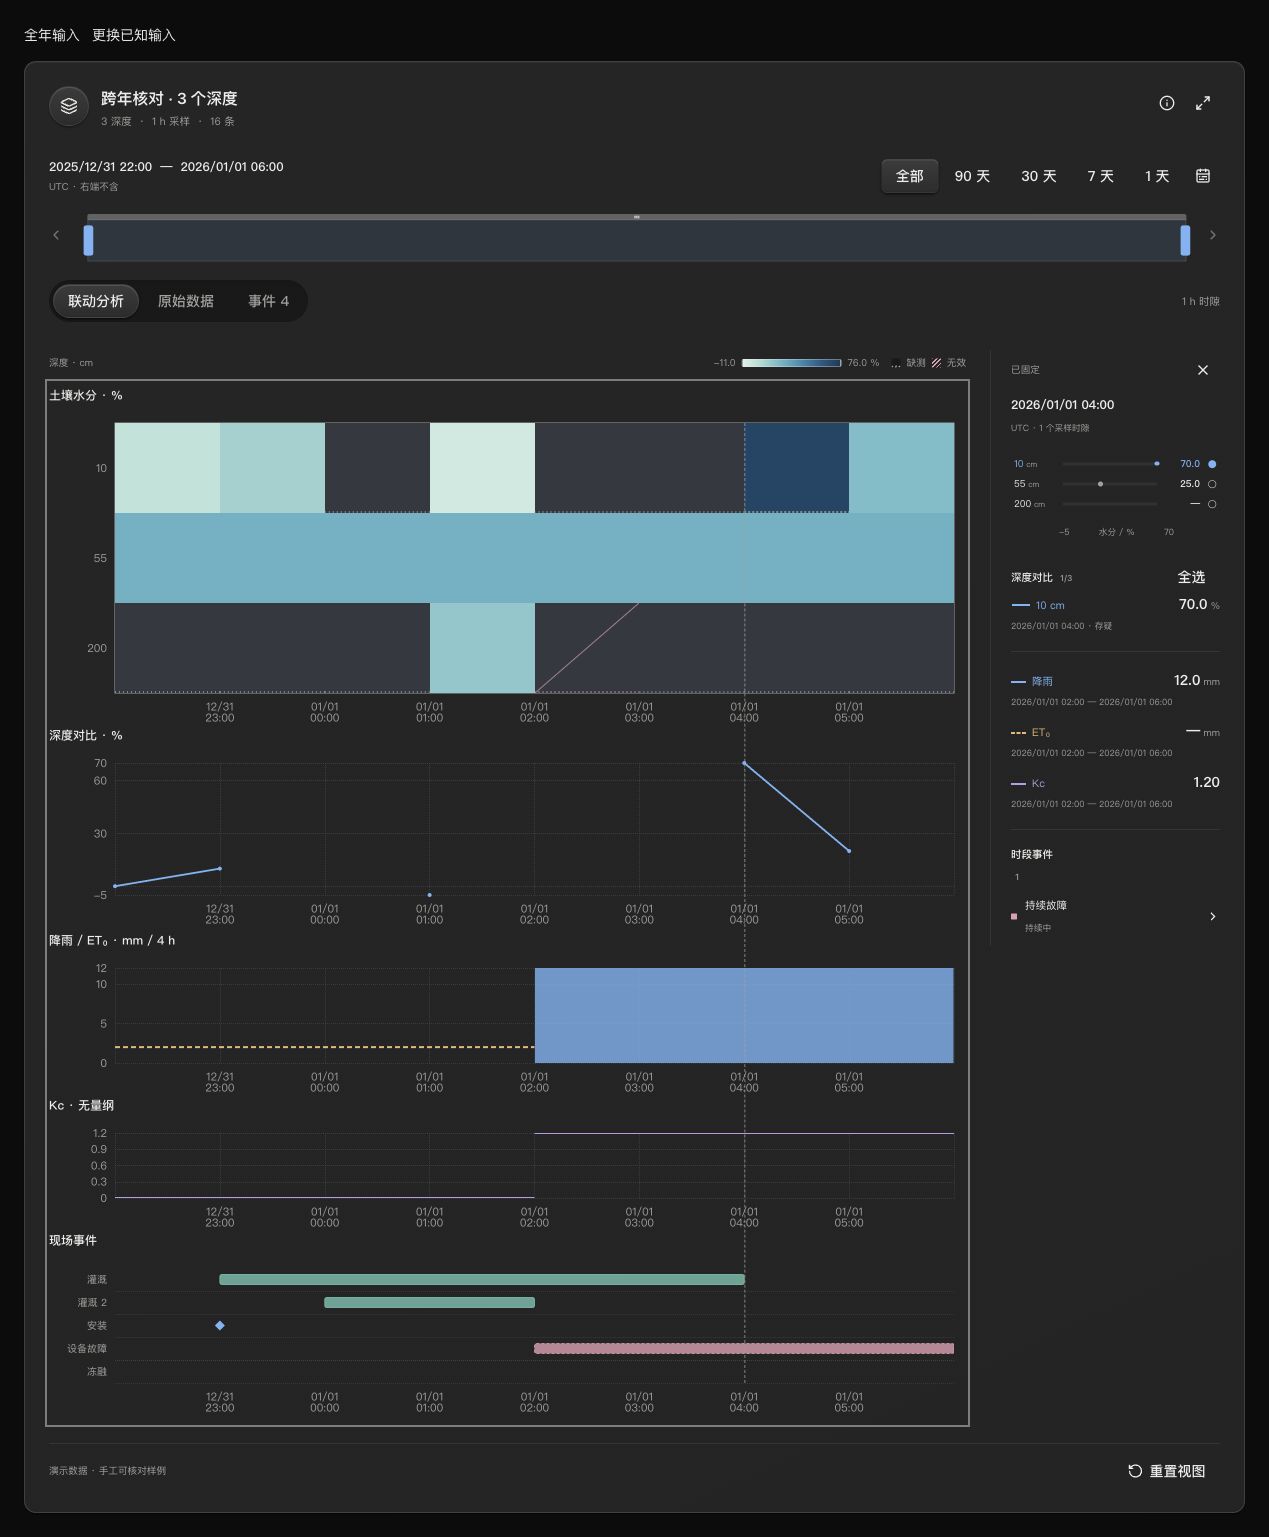 全年输入 更换已知输入
跨年核对 · 3 个深度
3 深度 · 1 h 采样 · 16 条
2025/12/31 22:00 — 2026/01/01 06:00
UTC · 右端不含
全部 90 天 30 天 7 天 1 天
联动分析 原始数据 事件 4
1 h 时隙
深度 · cm
−11.0 76.0 % 缺测 无效
土壤水分 · %
10
55
200
12/31 01/01 01/01 01/01 01/01 01/01 01/01
23:00 00:00 01:00 02:00 03:00 04:00 05:00
深度对比 · %
70
60
30
−5
12/31 01/01 01/01 01/01 01/01 01/01 01/01
23:00 00:00 01:00 02:00 03:00 04:00 05:00
降雨 / ET₀ · mm / 4 h
12
10
5
0
12/31 01/01 01/01 01/01 01/01 01/01 01/01
23:00 00:00 01:00 02:00 03:00 04:00 05:00
Kc · 无量纲
1.2
0.9
0.6
0.3
0
12/31 01/01 01/01 01/01 01/01 01/01 01/01
23:00 00:00 01:00 02:00 03:00 04:00 05:00
现场事件
灌溉
灌溉 2
安装
设备故障
冻融
12/31 01/01 01/01 01/01 01/01 01/01 01/01
23:00 00:00 01:00 02:00 03:00 04:00 05:00
已固定
2026/01/01 04:00
UTC · 1 个采样时隙
10 cm 70.0
55 cm 25.0
200 cm —
−5 水分 / % 70
深度对比 1/3 全选
10 cm 70.0 %
2026/01/01 04:00 · 存疑
降雨 12.0 mm
2026/01/01 02:00 — 2026/01/01 06:00
ET₀ — mm
2026/01/01 02:00 — 2026/01/01 06:00
Kc 1.20
2026/01/01 02:00 — 2026/01/01 06:00
时段事件
1
持续故障
持续中
演示数据 · 手工可核对样例
重置视图